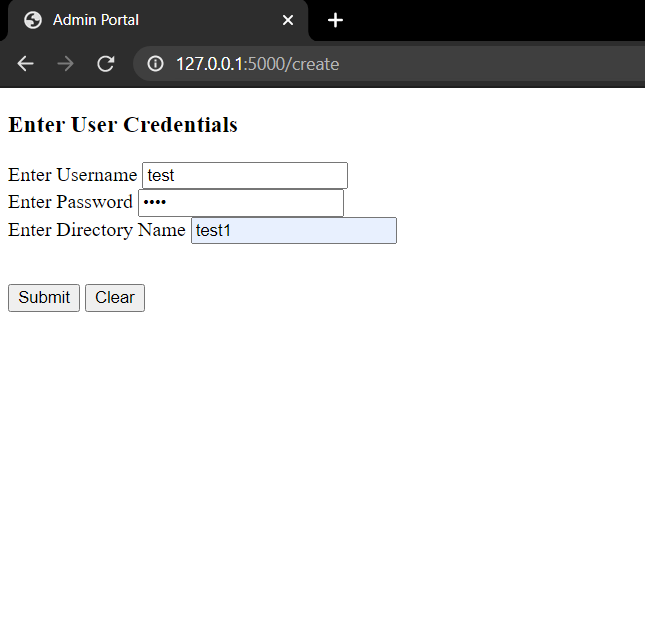 Admin Portal
127.0.0.1:5000/create
Enter User Credentials
Enter Username test
Enter Password ••••
Enter Directory Name test1
Submit Clear